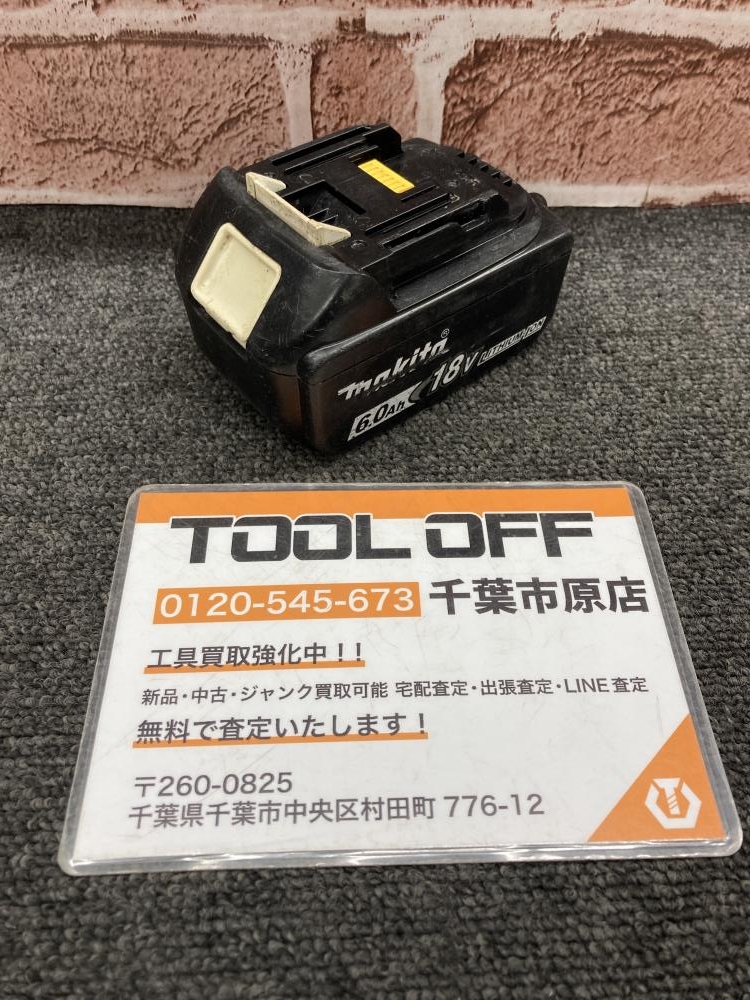 makita®
18V LITHIUM-ION
6.0Ah
TOOL OFF
0120-545-673 千葉市原店
工具買取強化中！！
新品・中古・ジャンク買取可能 宅配査定・出張査定・LINE査定
無料で査定いたします！
〒260-0825
千葉県千葉市中央区村田町 776-12